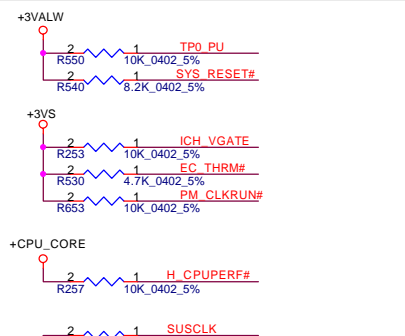 +3VALW
2 1 TP0_PU
R550 10K_0402_5%
2 1 SYS_RESET#
R540 8.2K_0402_5%
+3VS
2 1 ICH_VGATE
R253 10K_0402_5%
2 1 EC_THRM#
R530 4.7K_0402_5%
2 1 PM_CLKRUN#
R653 10K_0402_5%
+CPU_CORE
2 1 H_CPUPERF#
R257 10K_0402_5%
2 1 SUSCLK